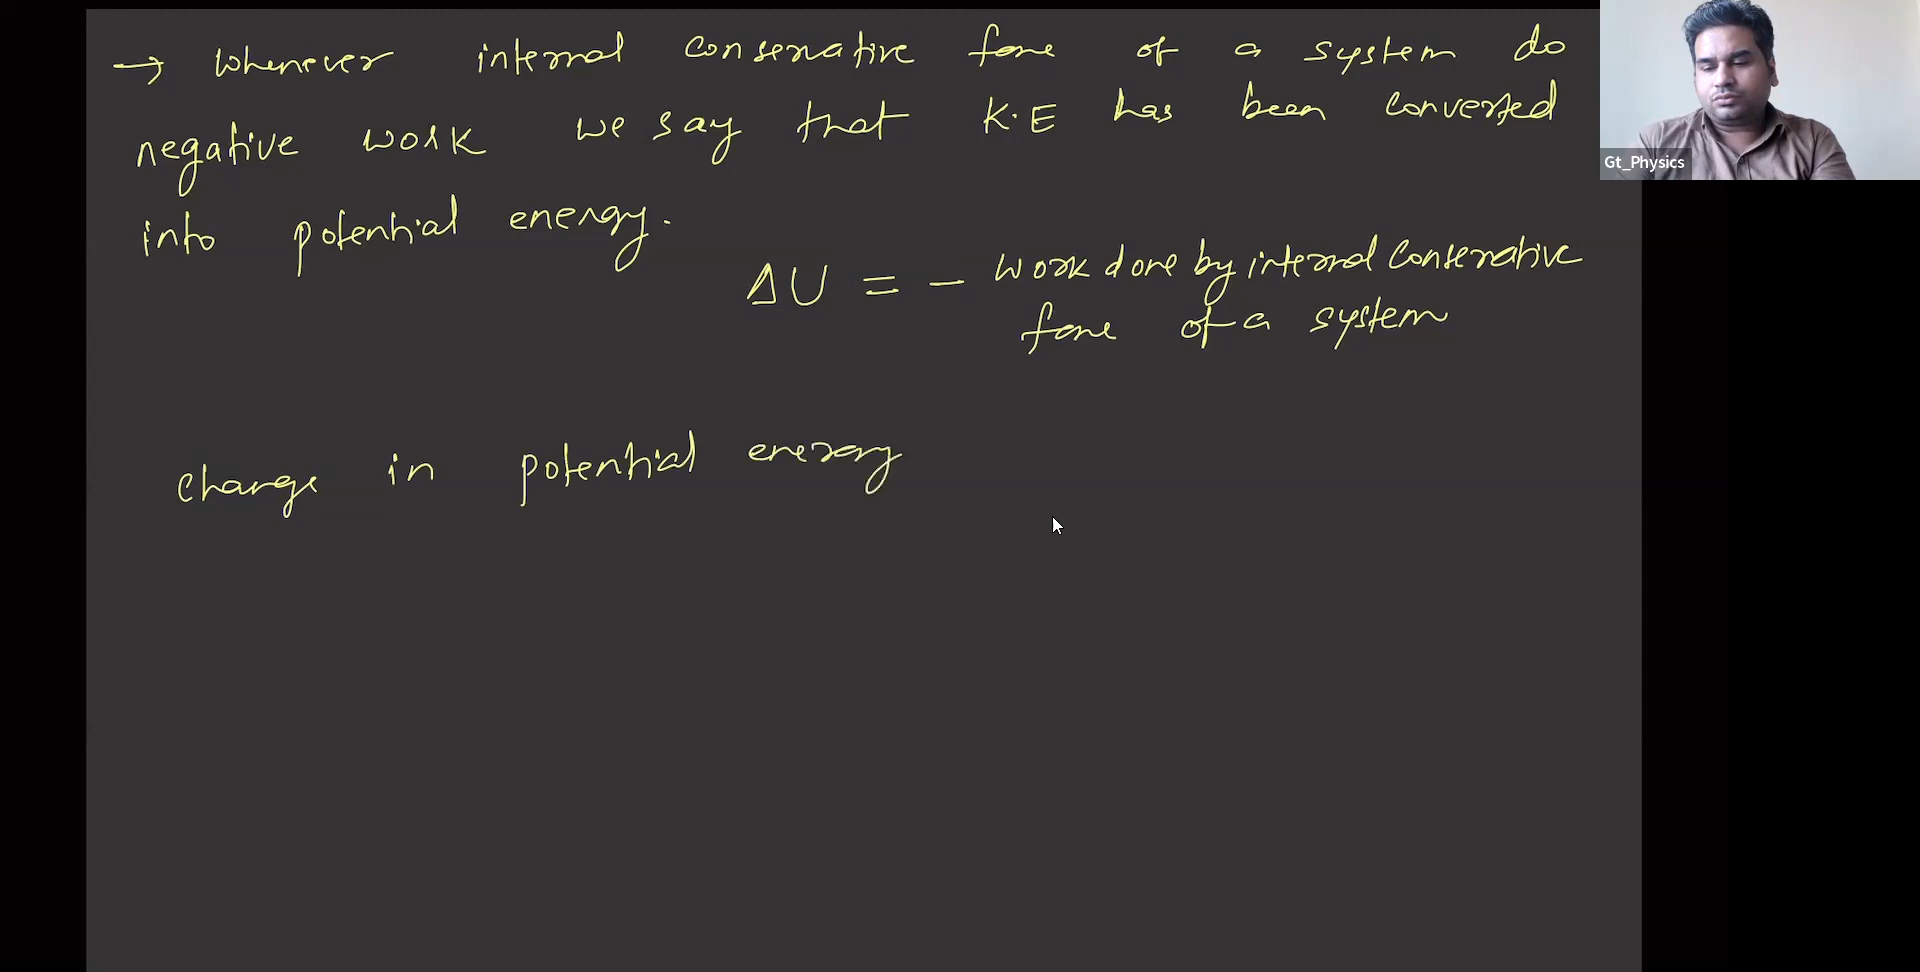 → Whenever internal conservative force of a system do
negative work we say that K.E has been converted
into potential energy.
ΔU = - work done by internal conservative
force of a system
change in potential energy
Gt_Physics